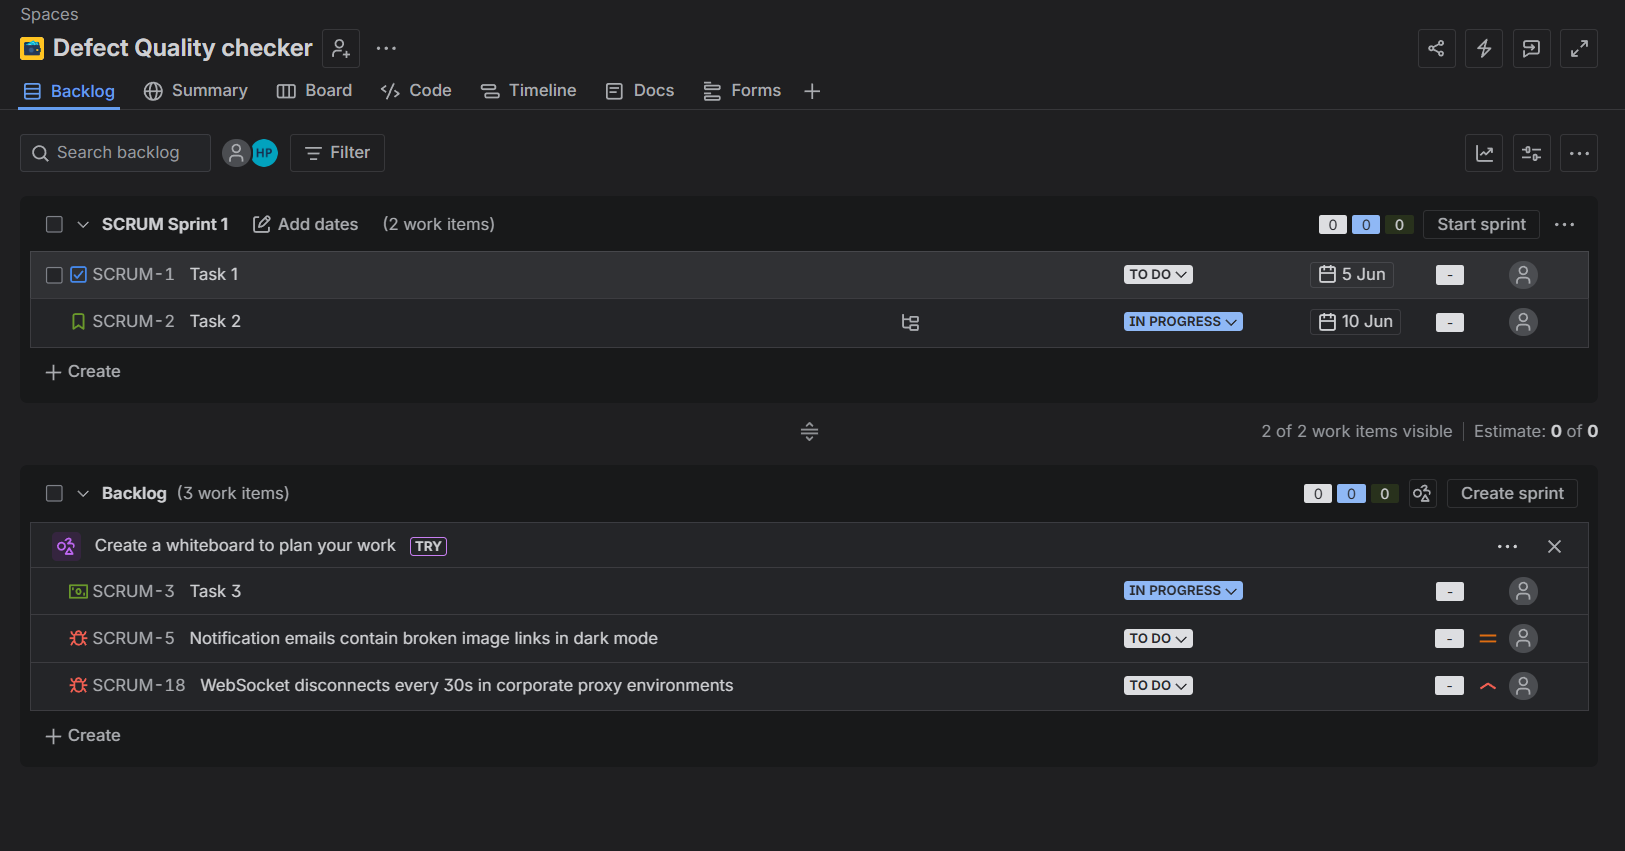 Spaces
Defect Quality checker
Backlog Summary Board Code Timeline Docs Forms
Search backlog HP Filter
SCRUM Sprint 1 Add dates (2 work items) 0 0 0 Start sprint
SCRUM-1 Task 1 TO DO 5 Jun -
SCRUM-2 Task 2 IN PROGRESS 10 Jun -
Create
2 of 2 work items visible Estimate: 0 of 0
Backlog (3 work items) 0 0 0 Create sprint
Create a whiteboard to plan your work TRY
SCRUM-3 Task 3 IN PROGRESS -
SCRUM-5 Notification emails contain broken image links in dark mode TO DO -
SCRUM-18 WebSocket disconnects every 30s in corporate proxy environments TO DO -
Create